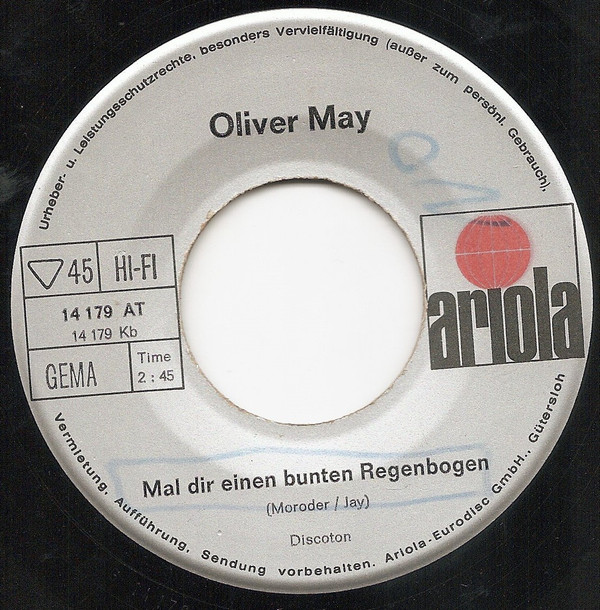 Urheber- u. Leistungsschutzrechte, besonders Vervielfältigung (außer zum persönl. Gebrauch),
Oliver May
45
HI-FI
14 179 AT
14 179 Kb
GEMA
Time
2 : 45
ariola
Mal dir einen bunten Regenbogen
(Moroder / Jay)
Discoton
Vermietung, Aufführung, Sendung vorbehalten. Ariola-Eurodisc GmbH., Gütersloh